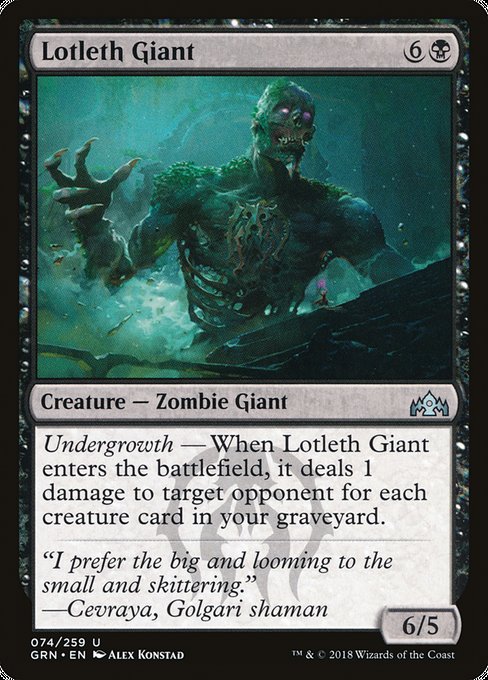 Lotleth Giant 6
Creature — Zombie Giant
Undergrowth — When Lotleth Giant
enters the battlefield, it deals 1
damage to target opponent for each
creature card in your graveyard.
“I prefer the big and looming to the
small and skittering.”
—Cevraya, Golgari shaman
6/5
074/259 U
GRN • EN Alex Konstad
™ & © 2018 Wizards of the Coast